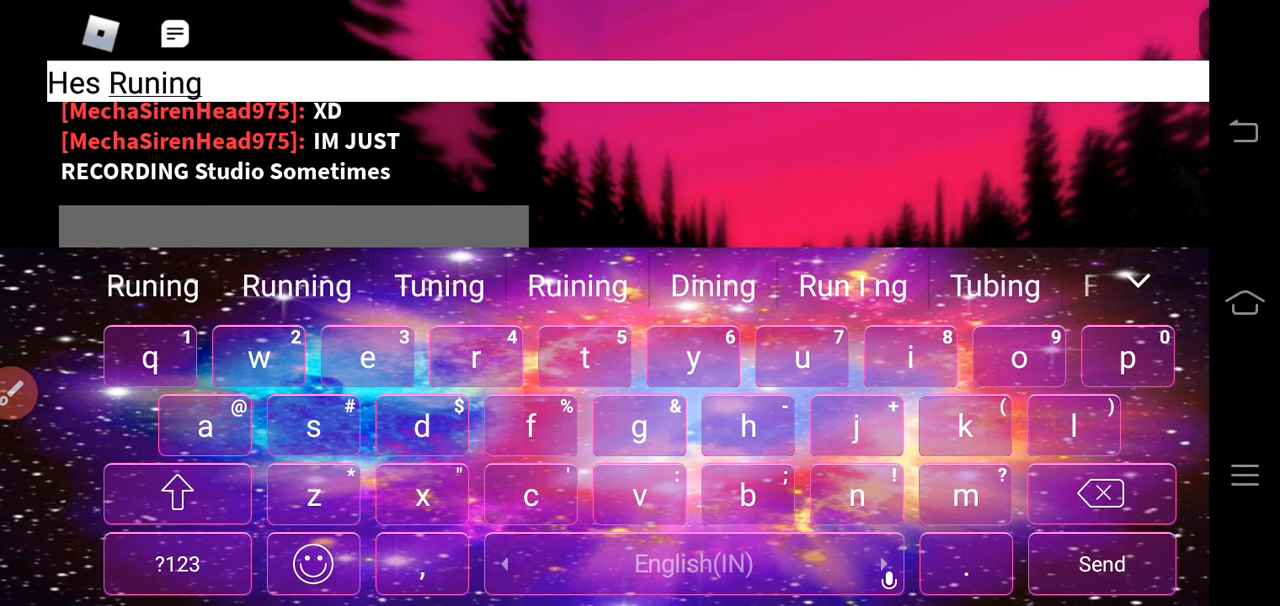 Hes Runing
[MechaSirenHead975]: XD
[MechaSirenHead975]: IM JUST
RECORDING Studio Sometimes
Runing Running Tuning Ruining Dining Run I ng Tubing F
q 1 w 2 e 3 r 4 t 5 y 6 u 7 i 8 o 9 p 0
a @ s # d $ f % g & h - j + k ( l )
z * x " c ' v : b ; n ! m ?
?123 , English(IN) . Send